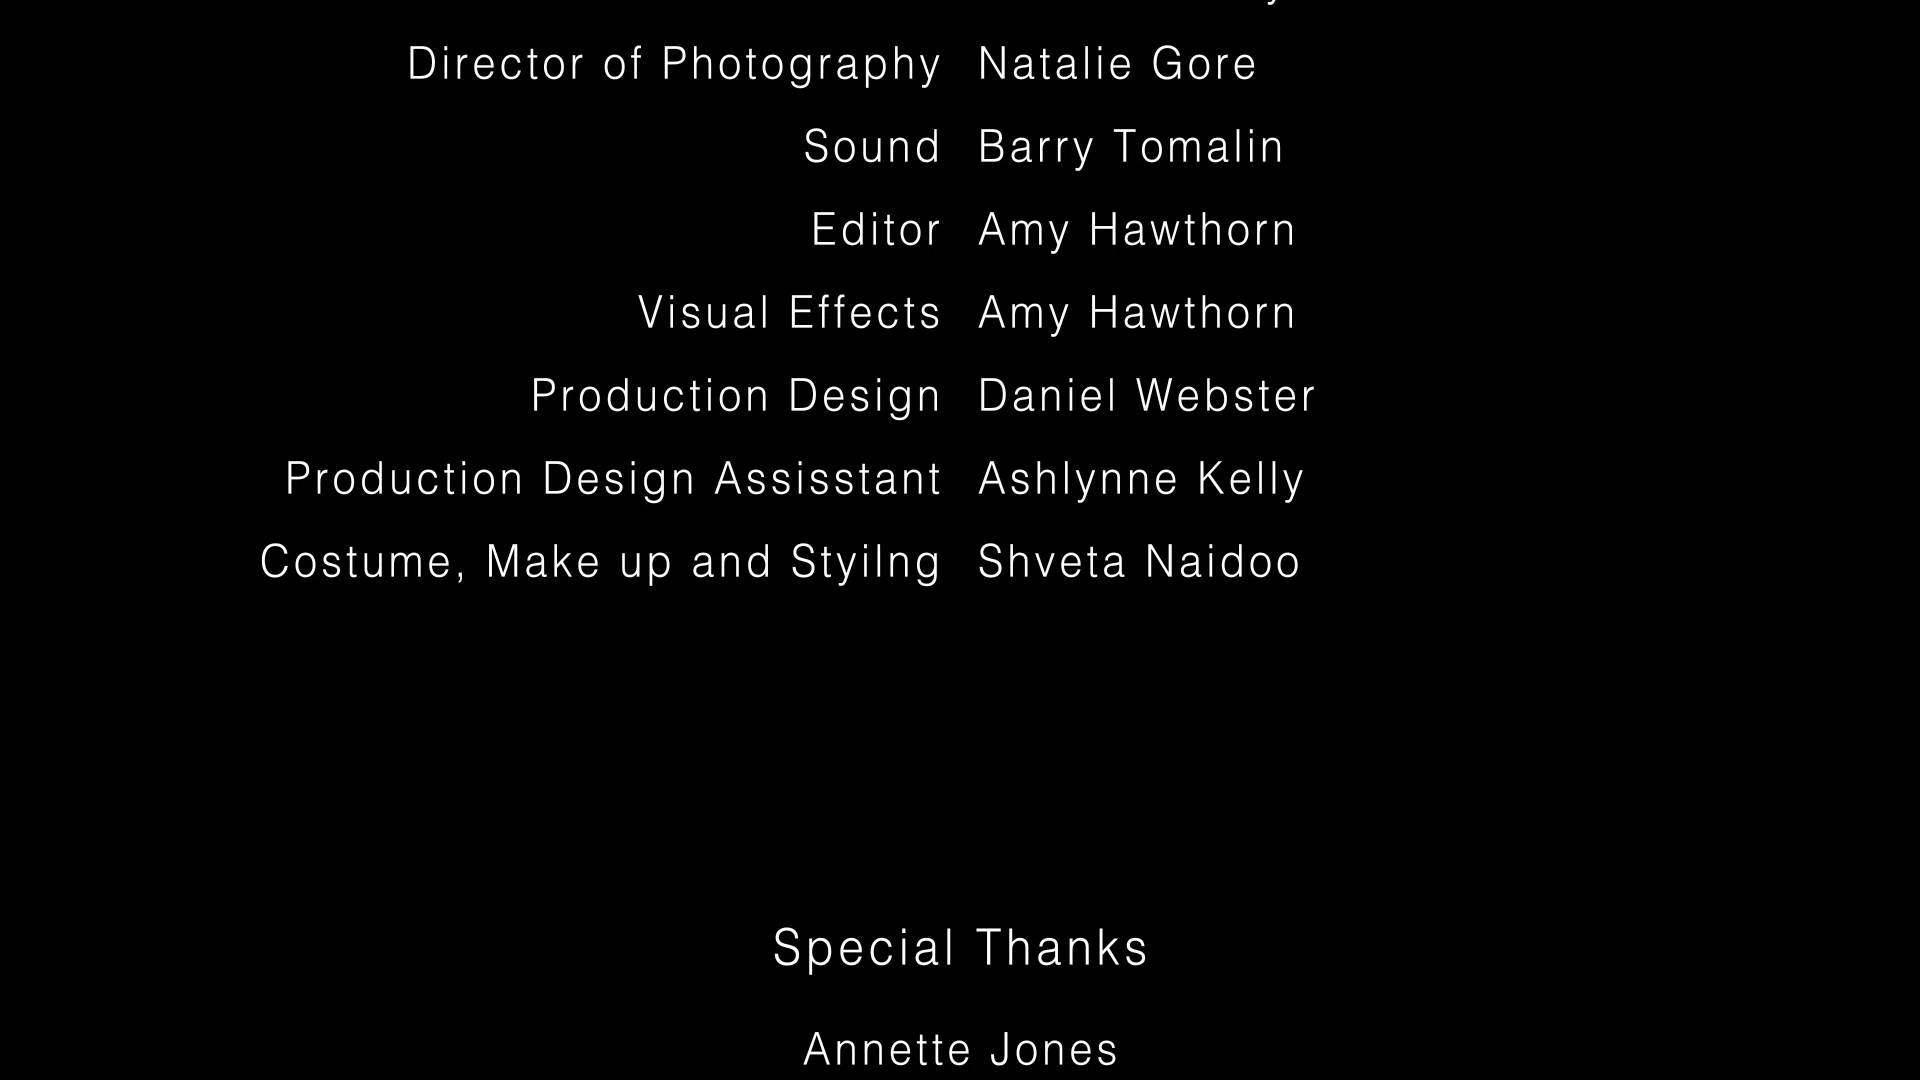 Director of Photography Natalie Gore
Sound Barry Tomalin
Editor Amy Hawthorn
Visual Effects Amy Hawthorn
Production Design Daniel Webster
Production Design Assisstant Ashlynne Kelly
Costume, Make up and Styilng Shveta Naidoo
Special Thanks
Annette Jones